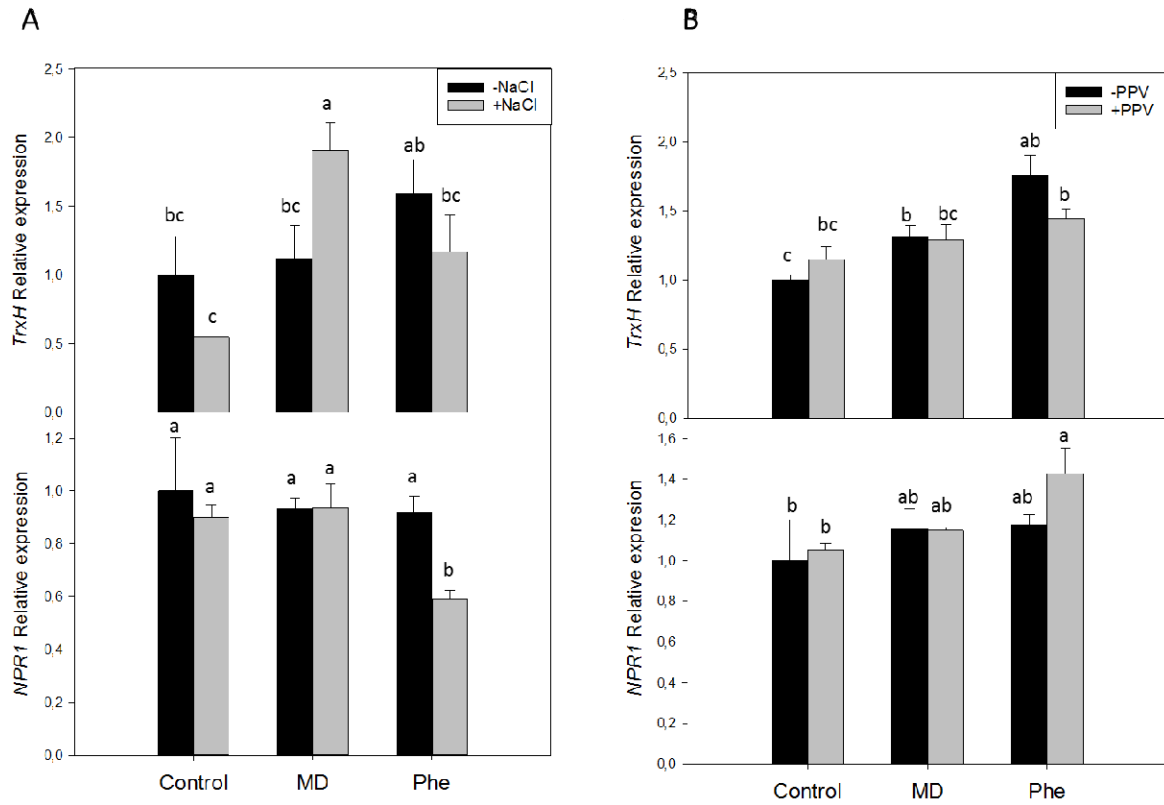 A
2,5
2,0
1,5
1,0
0,5
0,0
TrxH Relative expression
-NaCl
+NaCl
bc
c
bc
a
ab
bc
1,2
1,0
0,8
0,6
0,4
0,2
0,0
NPR1 Relative expression
a
a
a
a
a
b
Control MD Phe
B
2,5
2,0
1,5
1,0
0,5
0,0
TrxH Relative expression
-PPV
+PPV
c
bc
b
bc
ab
b
1,6
1,4
1,2
1,0
0,8
0,6
0,4
0,2
0,0
NPR1 Relative expression
b
b
ab
ab
ab
a
Control MD Phe